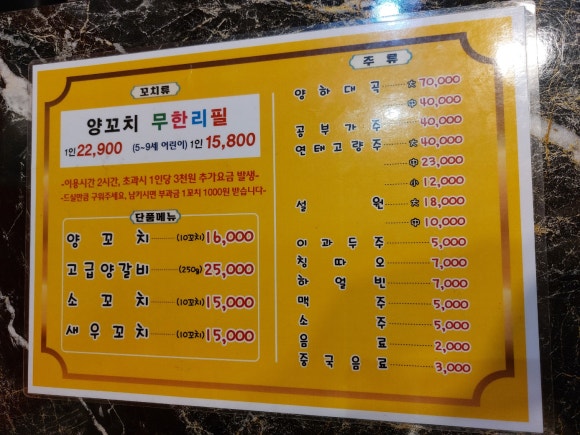 꼬치류
양꼬치 무한리필
1인 22,900 (5~9세 어린이) 1인 15,800
-이용시간 2시간, 초과시 1인당 3천원 추가요금 발생-
-드실만큼 구워주세요, 남기시면 부과금 1꼬치 1000원 받습니다-
단품메뉴
양꼬치 (10꼬치) 16,000
고급양갈비 (250g) 25,000
소꼬치 (10꼬치) 15,000
새우꼬치 (10꼬치) 15,000
주류
양하대곡 大 70,000
中 40,000
공부가주 40,000
연태고량주 大 40,000
中 23,000
小 12,000
설원 大 18,000
中 10,000
이과두주 5,000
칭따오 7,000
하얼빈 7,000
맥주 5,000
소주 5,000
음료 2,000
중국음료 3,000